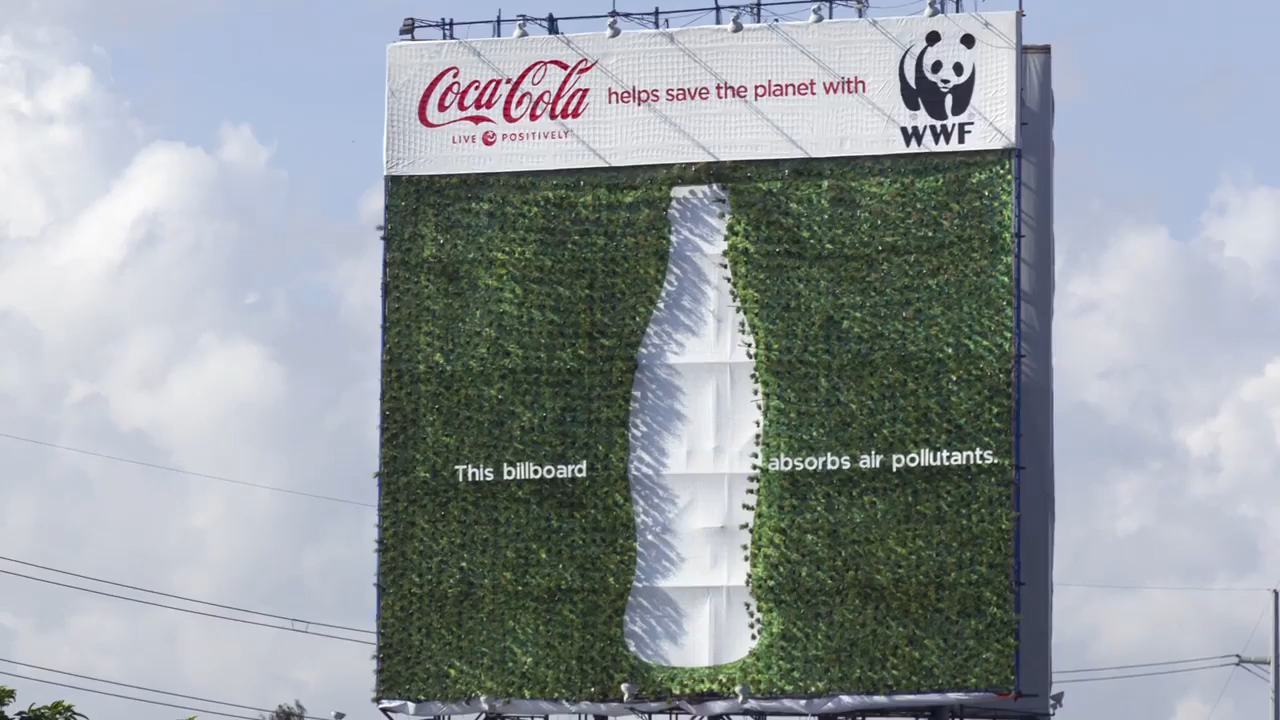 Coca-Cola helps save the planet with
LIVE POSITIVELY
WWF
This billboard absorbs air pollutants.